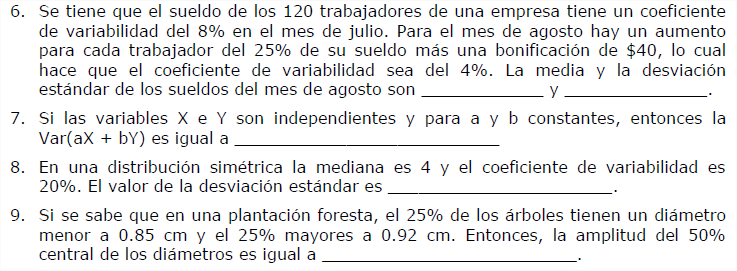 6. Se tiene que el sueldo de los 120 trabajadores de una empresa tiene un coeficiente
de variabilidad del 8% en el mes de julio. Para el mes de agosto hay un aumento
para cada trabajador del 25% de su sueldo más una bonificación de $40, lo cual
hace que el coeficiente de variabilidad sea del 4%. La media y la desviación
estándar de los sueldos del mes de agosto son ______________ y ________________.
7. Si las variables X e Y son independientes y para a y b constantes, entonces la
Var(aX + bY) es igual a ______________________________
8. En una distribución simétrica la mediana es 4 y el coeficiente de variabilidad es
20%. El valor de la desviación estándar es __________________________.
9. Si se sabe que en una plantación foresta, el 25% de los árboles tienen un diámetro
menor a 0.85 cm y el 25% mayores a 0.92 cm. Entonces, la amplitud del 50%
central de los diámetros es igual a _____________________________.